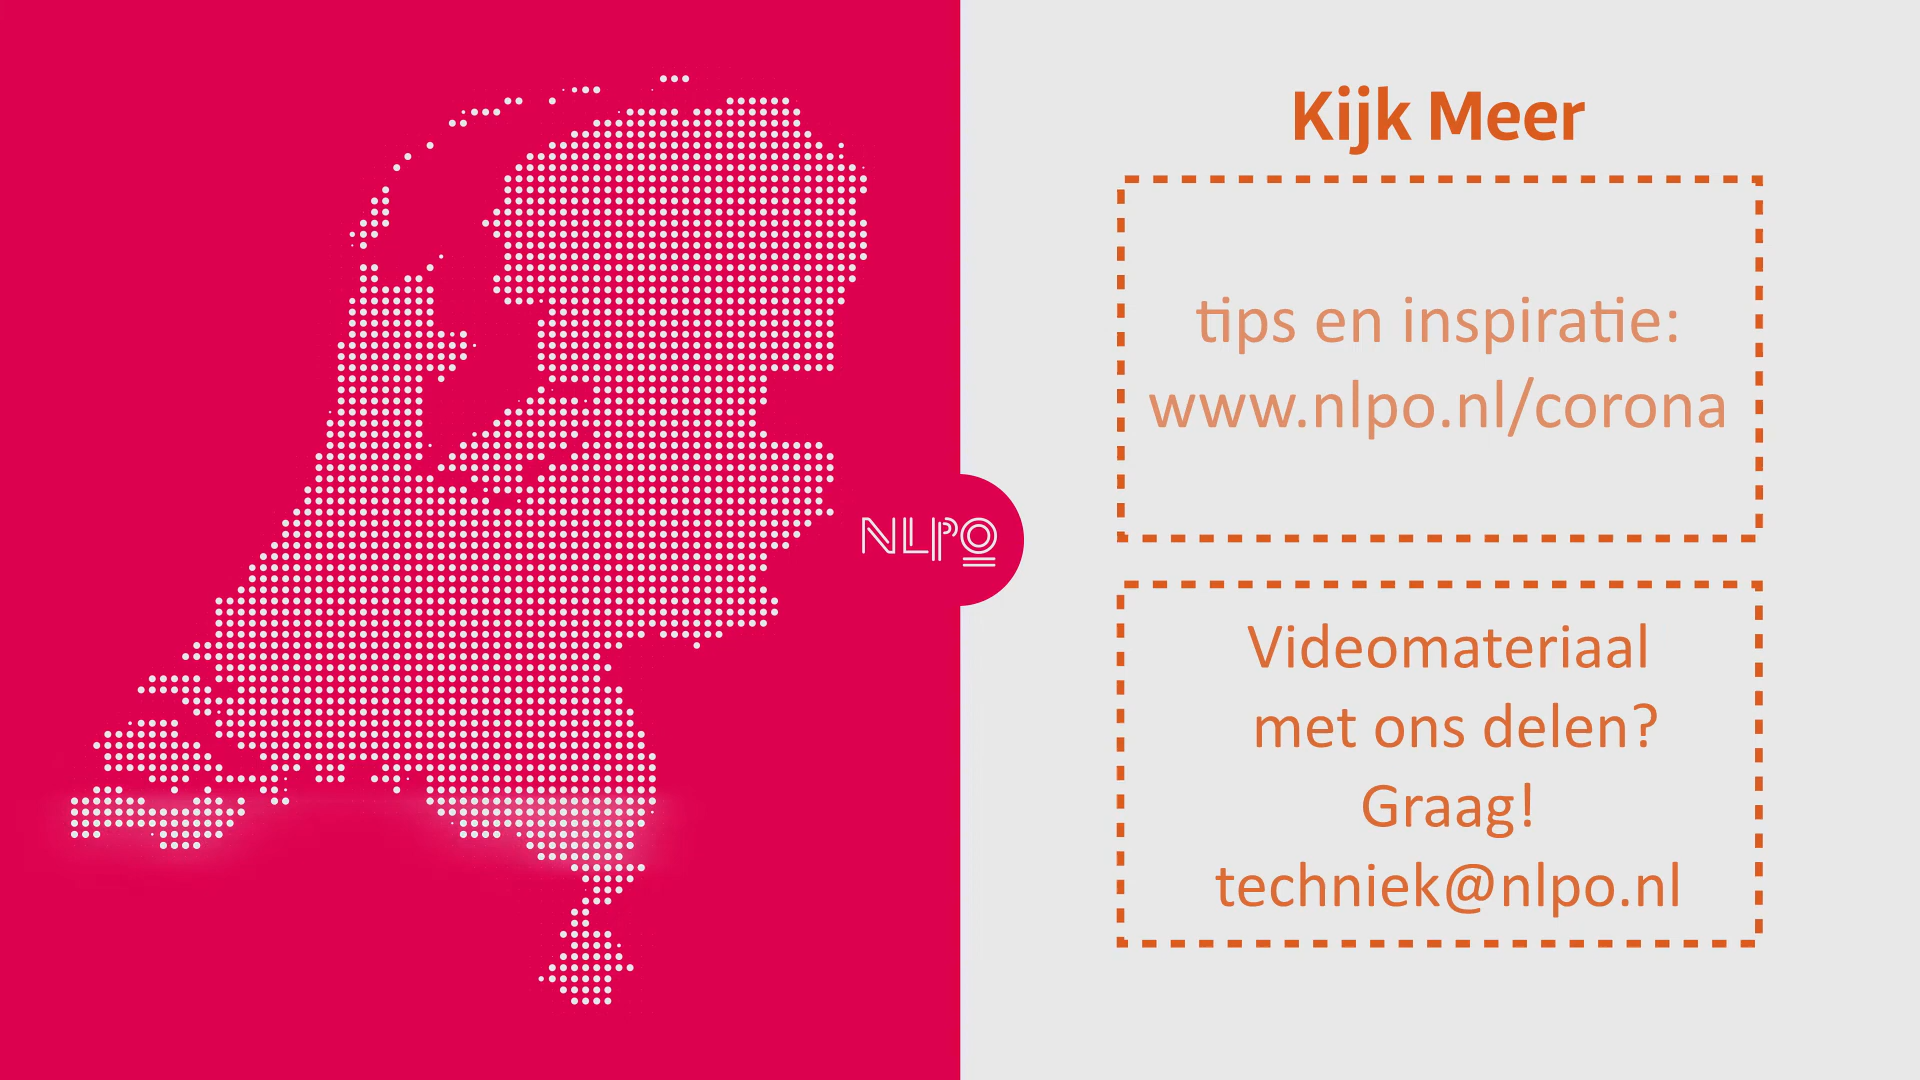 NLPO
Kijk Meer
tips en inspiratie:
www.nlpo.nl/corona
Videomateriaal
met ons delen?
Graag!
techniek@nlpo.nl